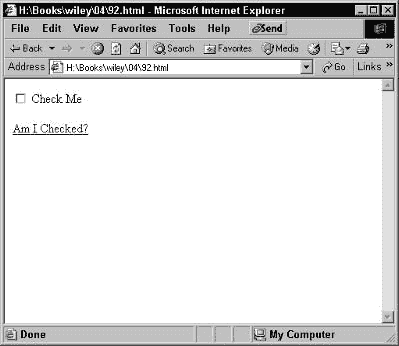 H:\Books\wiley\04\92.html - Microsoft Internet Explorer
File Edit View Favorites Tools Help Send
Back Search Favorites Media »
Address H:\Books\wiley\04\92.html Go Links »
Check Me
Am I Checked?
Done My Computer